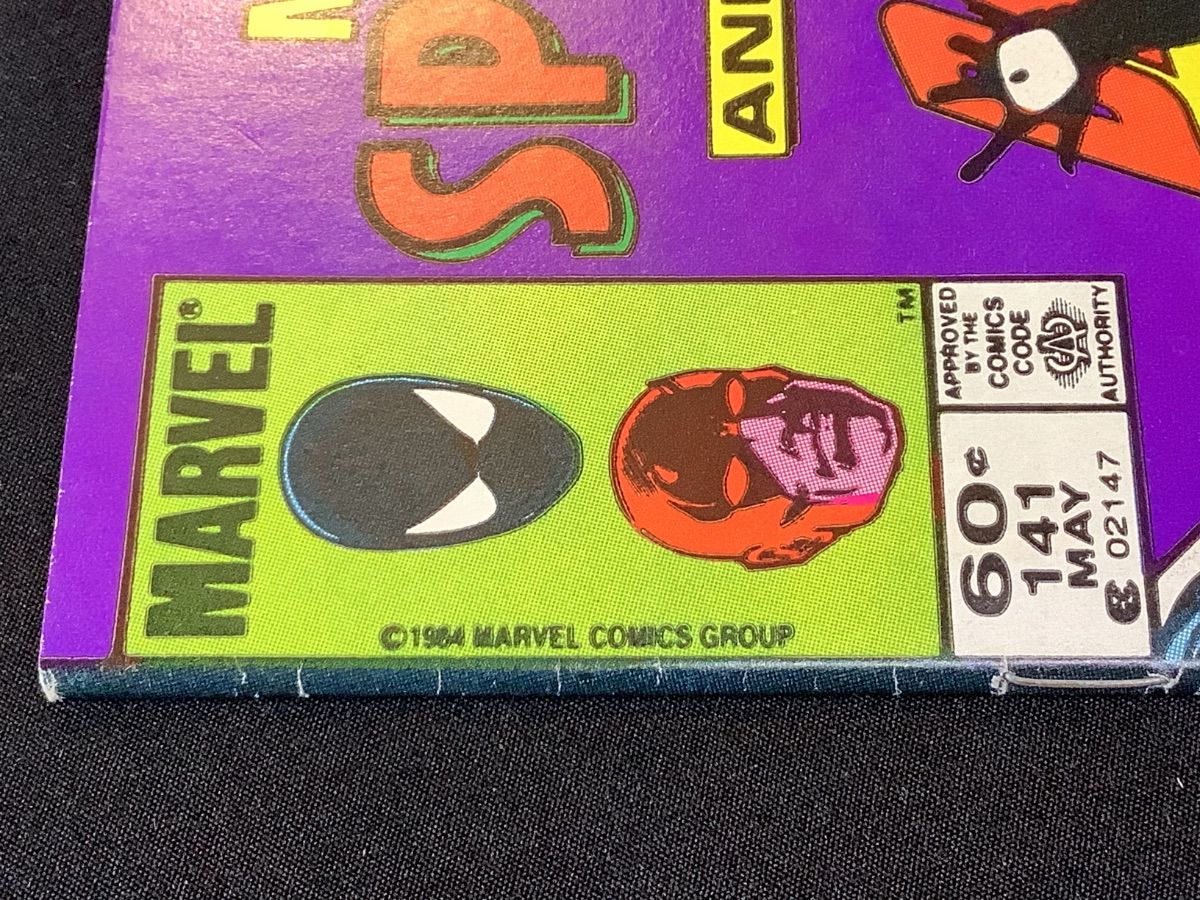 MARVEL®
TM
©1984 MARVEL COMICS GROUP
APPROVED
BY THE
COMICS
CODE
AUTHORITY
60¢
141
MAY
02147
SP
AN